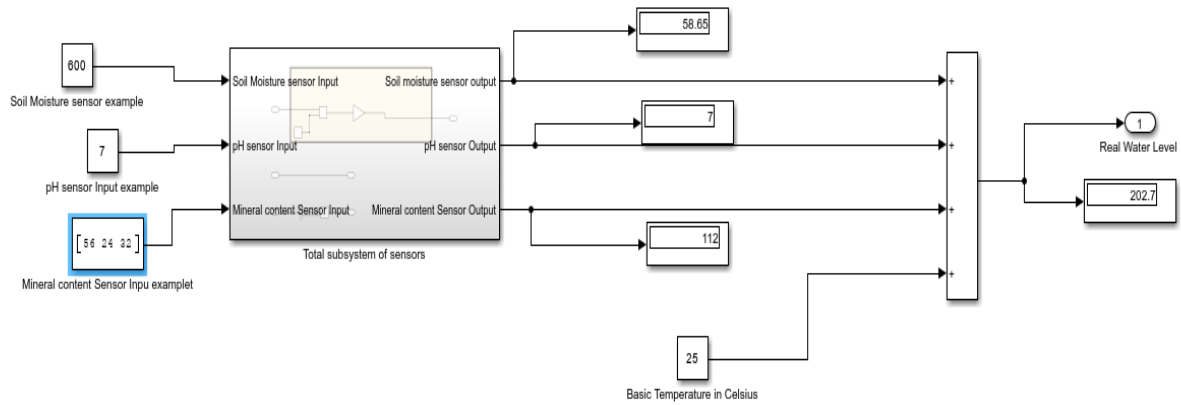 58.65
600
Soil Moisture sensor Input
Soil moisture sensor output
+
Soil Moisture sensor example
7
1
7
pH sensor Input
pH sensor Output
+
Real Water Level
pH sensor Input example
202.7
Mineral content Sensor Input
Mineral content Sensor Output
+
[56 24 32]
112
Total subsystem of sensors
Mineral content Sensor Inpu examplet
+
25
Basic Temperature in Celsius